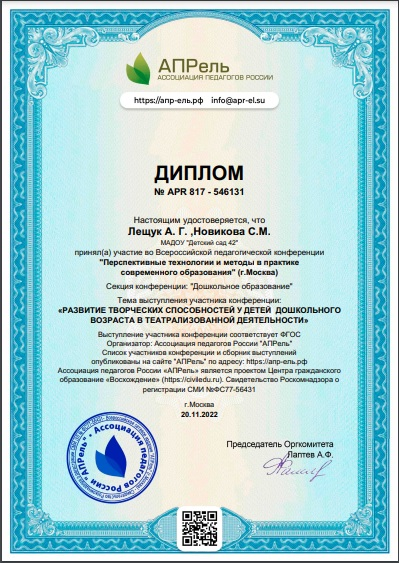 АПРель
АССОЦИАЦИЯ ПЕДАГОГОВ РОССИИ
https://апр-ель.рф info@apr-el.su
ДИПЛОМ
№ APR 817 - 546131
Настоящим удостоверяется, что
Лещук А. Г. ,Новикова С.М.
МАДОУ "Детский сад 42"
принял(а) участие во Всероссийской педагогической конференции
"Перспективные технологии и методы в практике
современного образования" (г.Москва)
Секция конференции: "Дошкольное образование"
Тема выступления участника конференции:
«РАЗВИТИЕ ТВОРЧЕСКИХ СПОСОБНОСТЕЙ У ДЕТЕЙ ДОШКОЛЬНОГО
ВОЗРАСТА В ТЕАТРАЛИЗОВАННОЙ ДЕЯТЕЛЬНОСТИ»
Выступление участника конференции соответствует ФГОС
Организатор: Ассоциация педагогов России "АПРель"
Список участников конференции и сборник выступлений
опубликованы на сайте "АПРель" по адресу: https://апр-ель.рф
Ассоциация педагогов России «АПРель» является проектом Центра гражданского
образование «Восхождение» (https://civiledu.ru). Свидетельство Роскомнадзора о
регистрации СМИ №ФС77-56431
г.Москва
20.11.2022
Председатель Оргкомитета
Лаптев А.Ф.
Ассоциация педагогов России "АПРель"